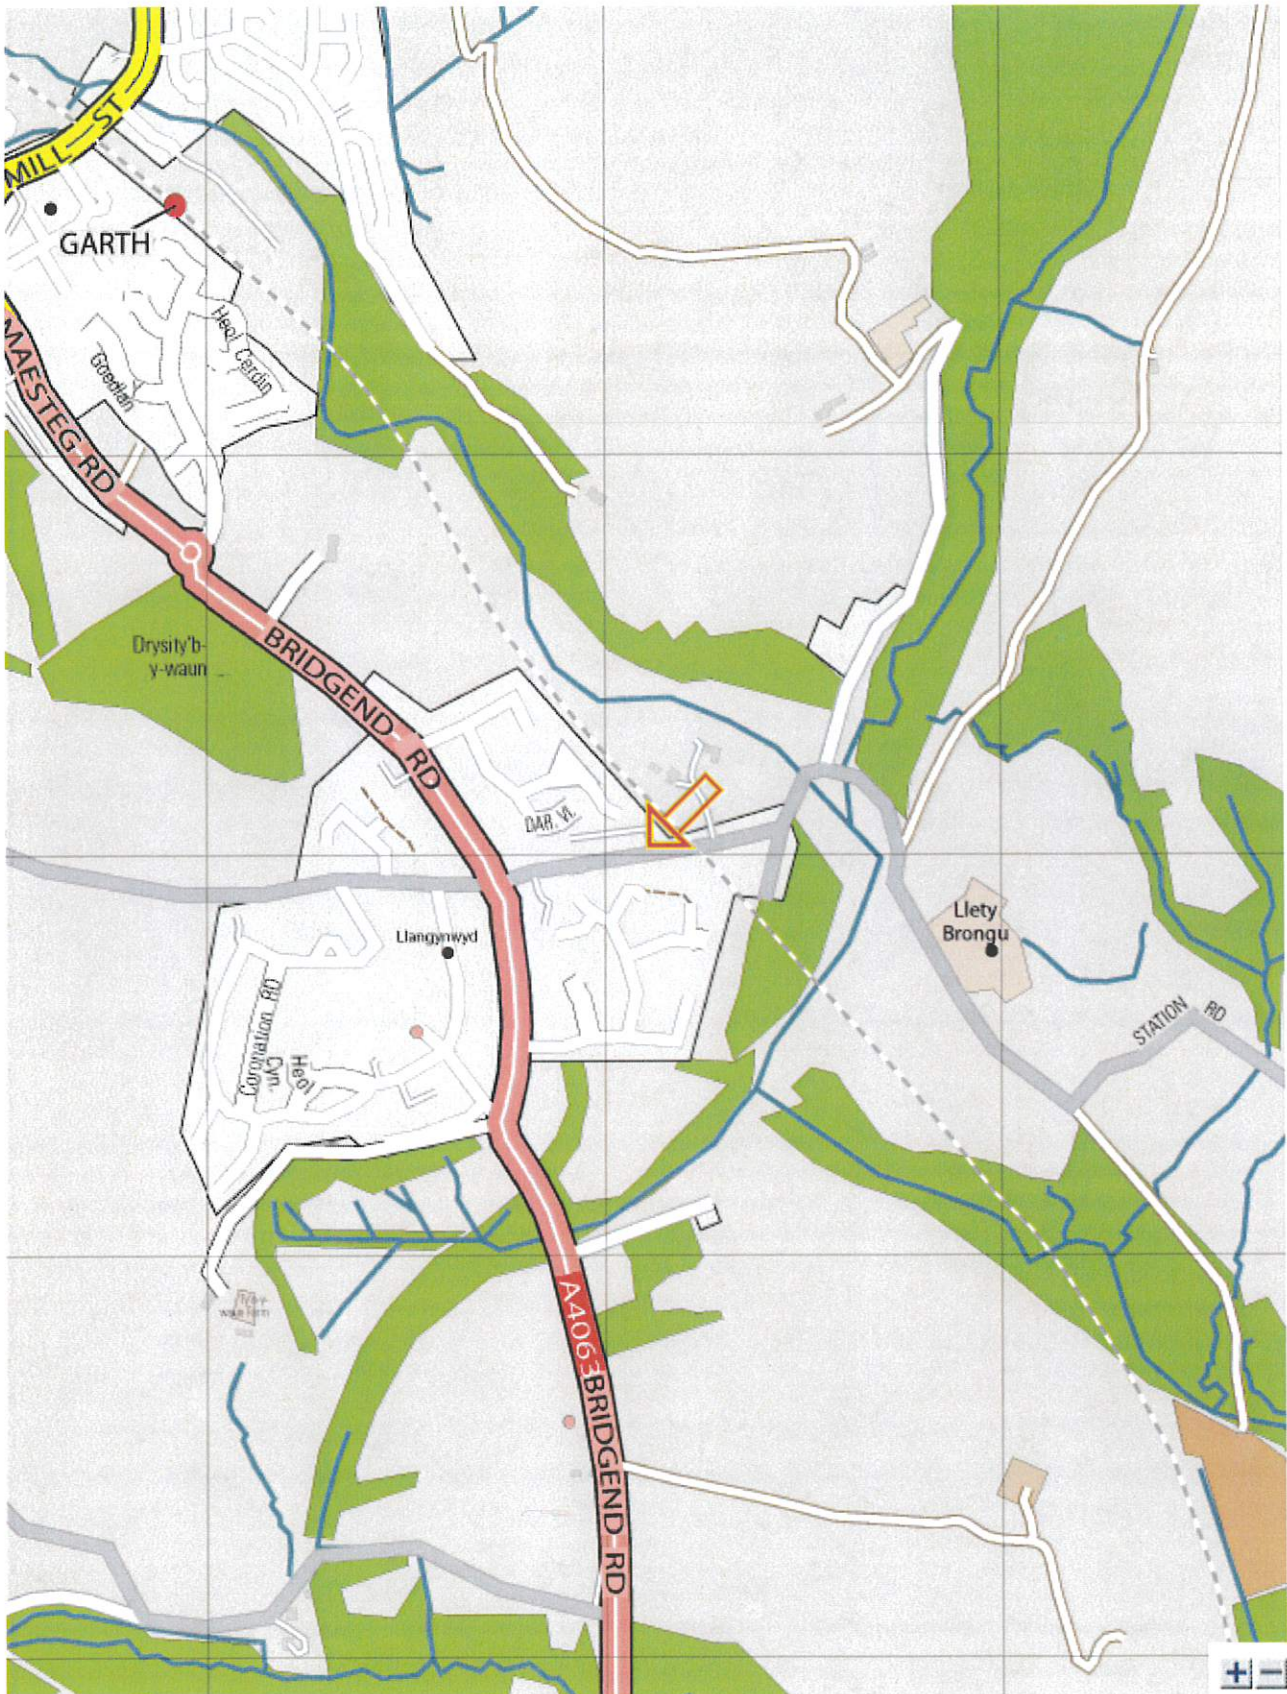 MILL ST
GARTH
Heol Cerdin
Goedlan
MAESTEG RD
Drysity'b-
y-waun
BRIDGEND RD
DAR. VI.
Llety
Brongu
Llangynwyd
STATION RD
Coronation RD
Heol
Cyn.
A4063
BRIDGEND RD